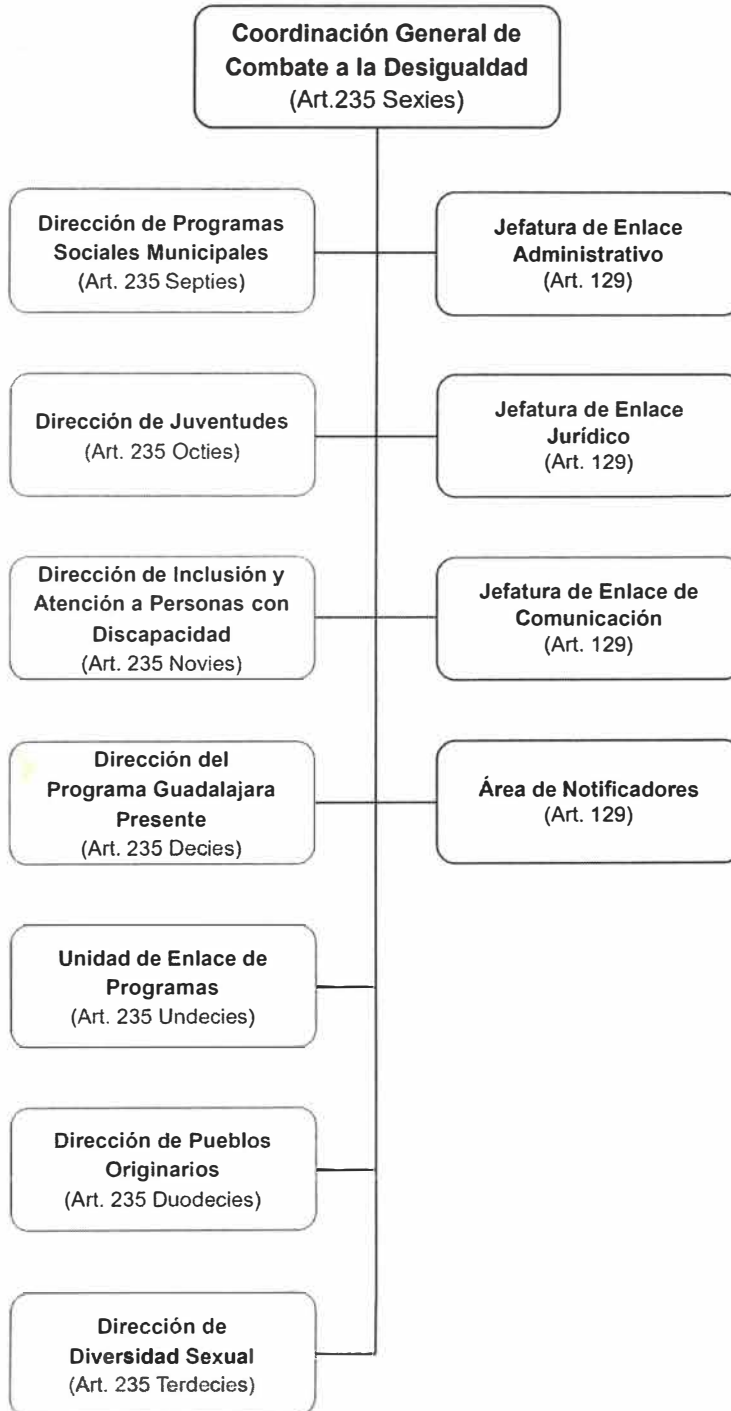 Coordinación General de
Combate a la Desigualdad
(Art.235 Sexies)
Dirección de Programas
Sociales Municipales
(Art. 235 Septies)
Jefatura de Enlace
Administrativo
(Art. 129)
Dirección de Juventudes
(Art. 235 Octies)
Jefatura de Enlace
Jurídico
(Art. 129)
Dirección de Inclusión y
Atención a Personas con
Discapacidad
(Art. 235 Novies)
Jefatura de Enlace de
Comunicación
(Art. 129)
Dirección del
Programa Guadalajara
Presente
(Art. 235 Decies)
Área de Notificadores
(Art. 129)
Unidad de Enlace de
Programas
(Art. 235 Undecies)
Dirección de Pueblos
Originarios
(Art. 235 Duodecies)
Dirección de
Diversidad Sexual
(Art. 235 Terdecies)